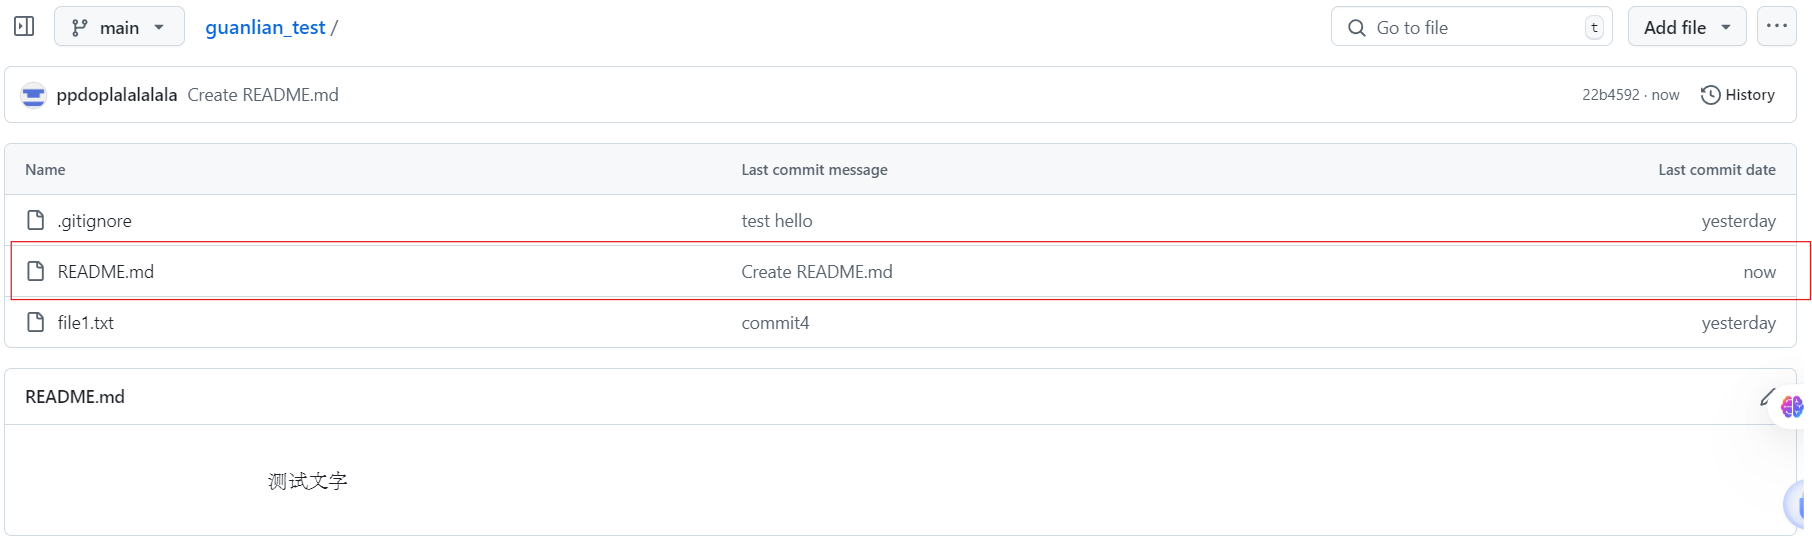 main guanlian_test / Go to file t Add file ...
ppdoplalalalala Create README.md 22b4592 · now History
Name Last commit message Last commit date
.gitignore test hello yesterday
README.md Create README.md now
file1.txt commit4 yesterday
README.md
测试文字